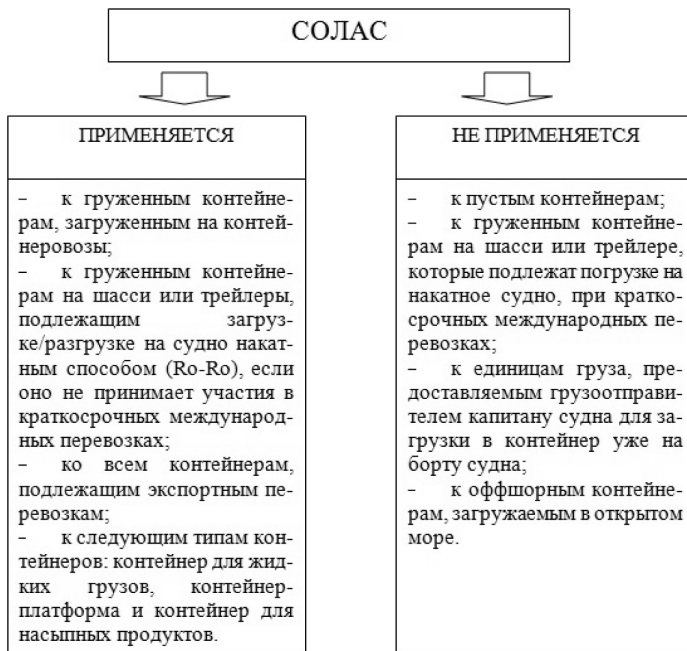 СОЛАС
ПРИМЕНЯЕТСЯ
– к груженным контейне-
рам, загруженным на контей-
неровозы;
– к груженным контейне-
рам на шасси или трейлеры,
подлежащим загруз-
ке/разгрузке на судно накат-
ным способом (Ro-Ro), если
оно не принимает участия в
краткосрочных международ-
ных перевозках;
– ко всем контейнерам,
подлежащим экспортным пе-
ревозкам;
– к следующим типам кон-
тейнеров: контейнер для жид-
ких грузов, контейнер-
платформа и контейнер для
насыпных продуктов.
НЕ ПРИМЕНЯЕТСЯ
– к пустым контейнерам;
– к груженным контейне-
рам на шасси или трейлере,
которые подлежат погрузке на
накатное судно, при кратко-
срочных международных пе-
ревозках;
– к единицам груза, пре-
доставляемым грузоотправи-
телем капитану судна для за-
грузки в контейнер уже на
борту судна;
– к оффшорным контейне-
рам, загружаемым в открытом
море.